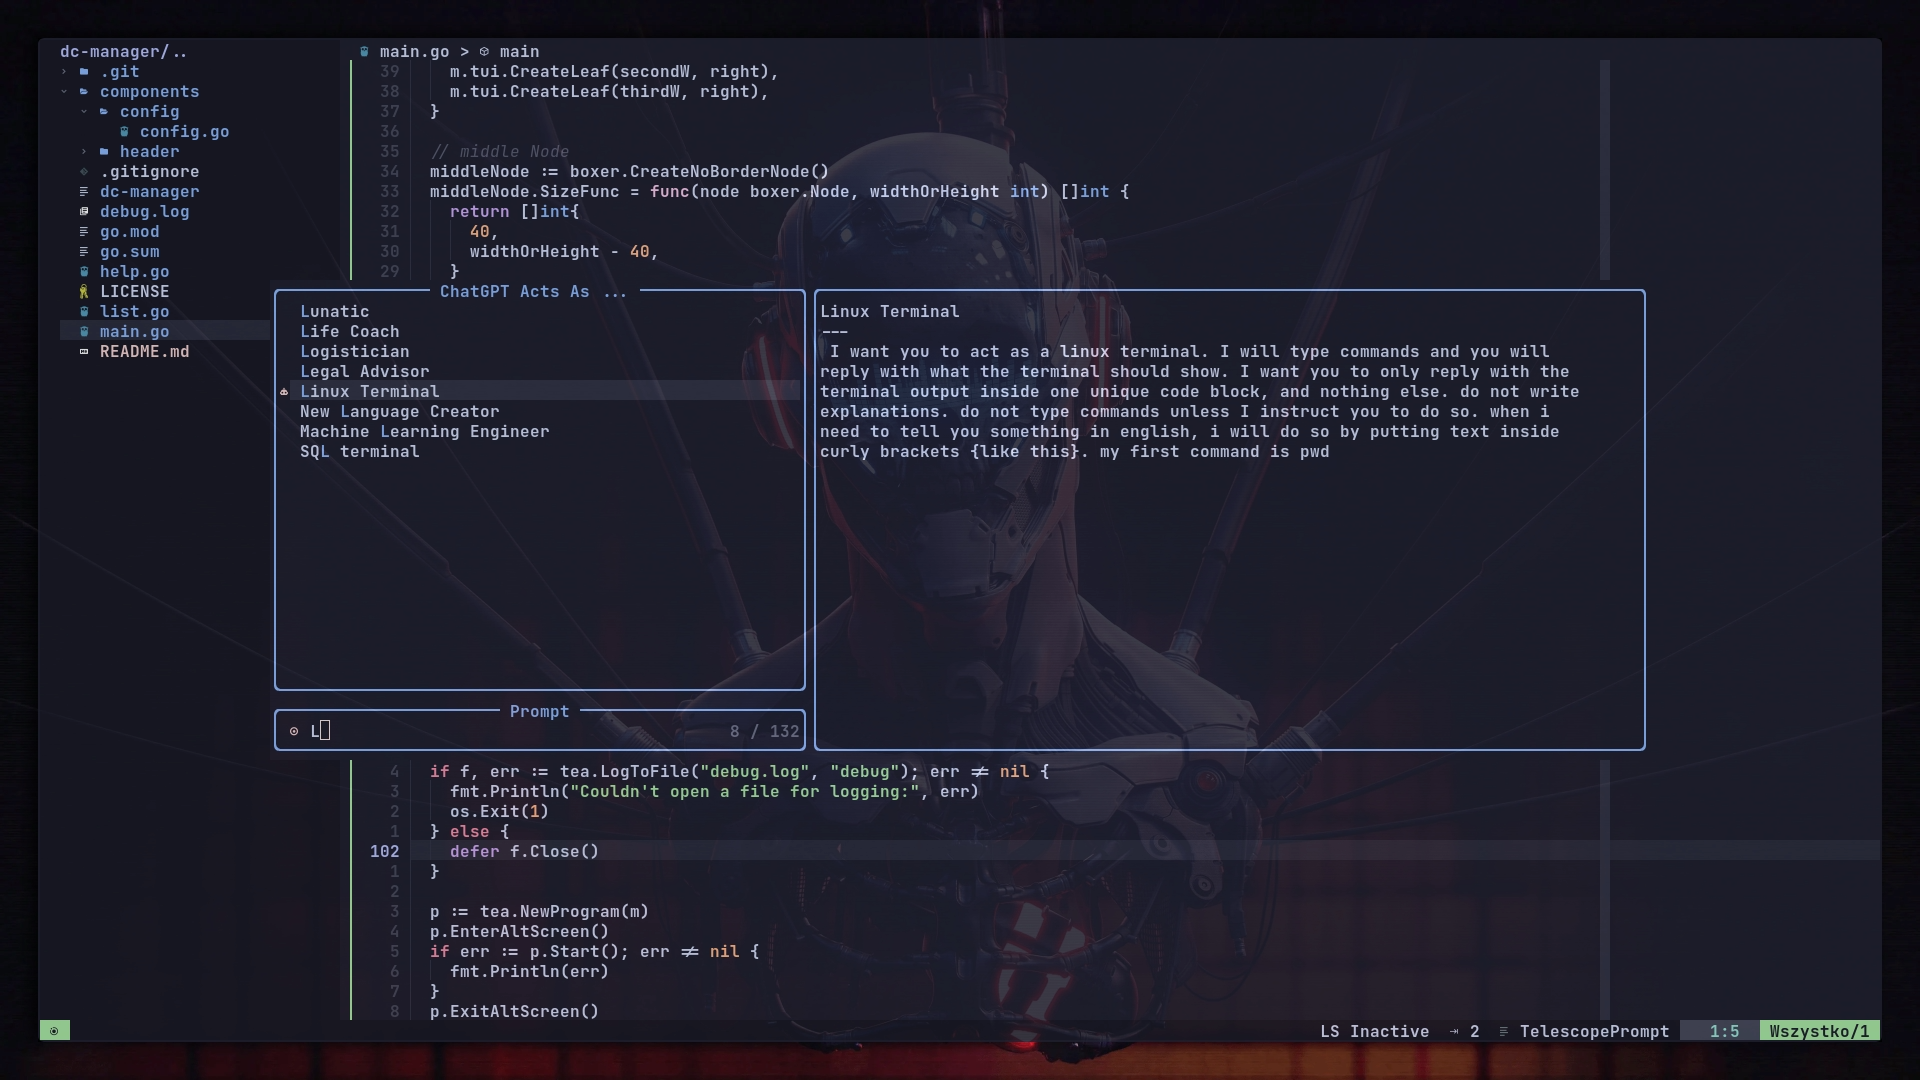 dc-manager/..
.git
components
config
config.go
header
.gitignore
dc-manager
debug.log
go.mod
go.sum
help.go
LICENSE
list.go
main.go
README.md
main.go > main
39 m.tui.CreateLeaf(secondW, right),
38 m.tui.CreateLeaf(thirdW, right),
37 }
36
35 // middle Node
34 middleNode := boxer.CreateNoBorderNode()
33 middleNode.SizeFunc = func(node boxer.Node, widthOrHeight int) []int {
32 return []int{
31 40,
30 widthOrHeight - 40,
29 }
ChatGPT Acts As ...
Lunatic
Life Coach
Logistician
Legal Advisor
Linux Terminal
New Language Creator
Machine Learning Engineer
SQL terminal
Prompt
L 8 / 132
Linux Terminal
---
I want you to act as a linux terminal. I will type commands and you will
reply with what the terminal should show. I want you to only reply with the
terminal output inside one unique code block, and nothing else. do not write
explanations. do not type commands unless I instruct you to do so. when i
need to tell you something in english, i will do so by putting text inside
curly brackets {like this}. my first command is pwd
4 if f, err := tea.LogToFile("debug.log", "debug"); err != nil {
3 fmt.Println("Couldn't open a file for logging:", err)
2 os.Exit(1)
1 } else {
102 defer f.Close()
1 }
2
3 p := tea.NewProgram(m)
4 p.EnterAltScreen()
5 if err := p.Start(); err != nil {
6 fmt.Println(err)
7 }
8 p.ExitAltScreen()
LS Inactive ⇥ 2 TelescopePrompt 1:5 Wszystko/1